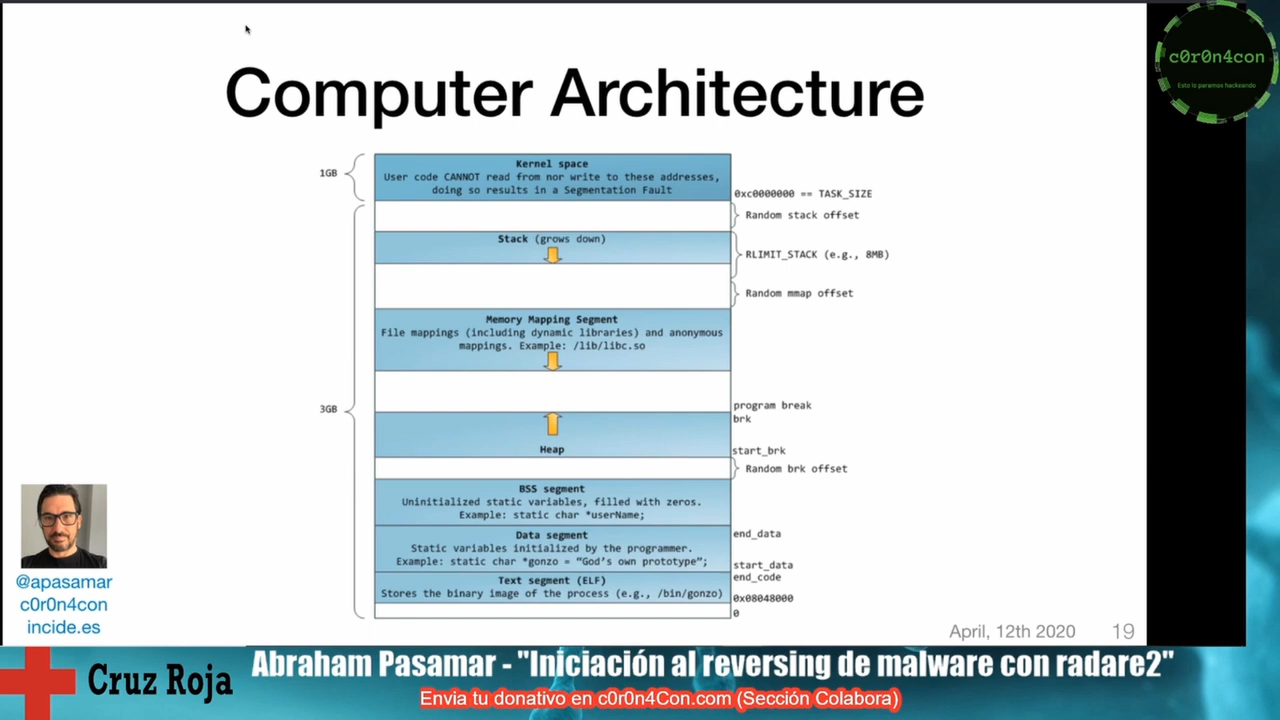 c0r0n4con
Esto lo paramos hackeando
Computer Architecture
1GB
Kernel space
User code CANNOT read from nor write to these addresses,
doing so results in a Segmentation Fault
0xc0000000 == TASK_SIZE
Random stack offset
Stack (grows down)
RLIMIT_STACK (e.g., 8MB)
Random mmap offset
Memory Mapping Segment
File mappings (including dynamic libraries) and anonymous
mappings. Example: /lib/libc.so
3GB
program break
brk
Heap
start_brk
Random brk offset
BSS segment
Uninitialized static variables, filled with zeros.
Example: static char *userName;
Data segment
Static variables initialized by the programmer.
Example: static char *gonzo = “God’s own prototype”;
end_data
start_data
Text segment (ELF)
Stores the binary image of the process (e.g., /bin/gonzo)
end_code
0x08048000
0
@apasamar
c0r0n4con
incide.es
April, 12th 2020
19
Cruz Roja
Abraham Pasamar - "Iniciación al reversing de malware con radare2"
Envia tu donativo en c0r0n4Con.com (Sección Colabora)